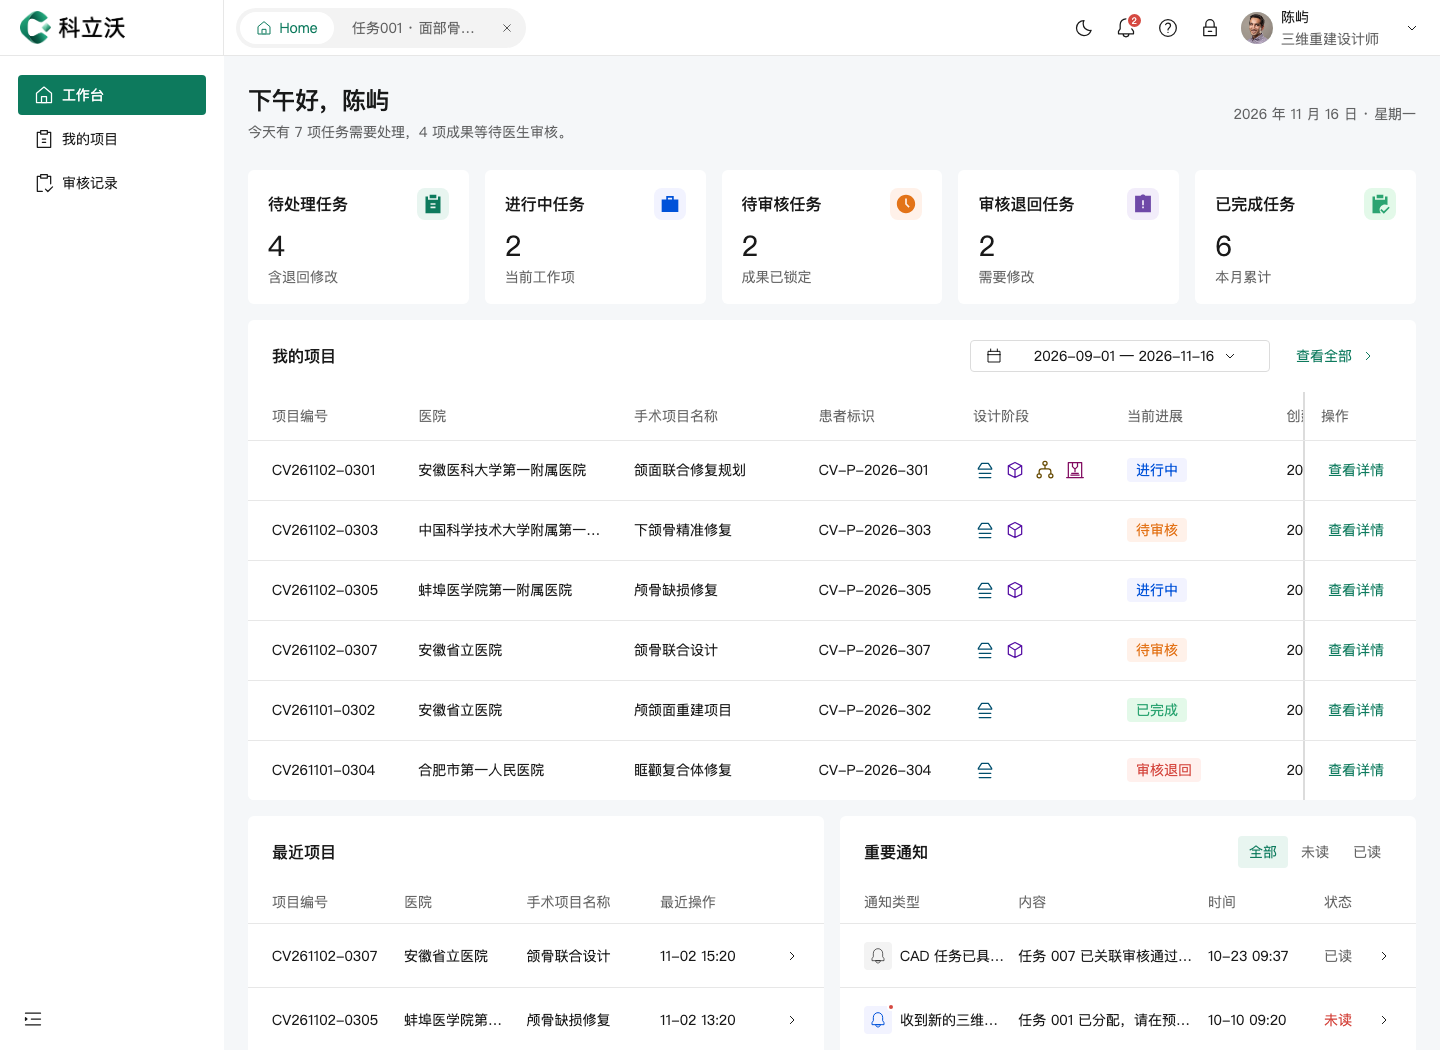 科立沃
Home
任务001 · 面部骨...
2
陈屿
三维重建设计师
工作台
我的项目
审核记录
下午好，陈屿
今天有 7 项任务需要处理，4 项成果等待医生审核。
2026 年 11 月 16 日 · 星期一
待处理任务
4
含退回修改
进行中任务
2
当前工作项
待审核任务
2
成果已锁定
审核退回任务
2
需要修改
已完成任务
6
本月累计
我的项目
2026-09-01 — 2026-11-16
查看全部
项目编号 医院 手术项目名称 患者标识 设计阶段 当前进展 创 操作
CV261102-0301 安徽医科大学第一附属医院 颌面联合修复规划 CV-P-2026-301 进行中 20 查看详情
CV261102-0303 中国科学技术大学附属第一... 下颌骨精准修复 CV-P-2026-303 待审核 20 查看详情
CV261102-0305 蚌埠医学院第一附属医院 颅骨缺损修复 CV-P-2026-305 进行中 20 查看详情
CV261102-0307 安徽省立医院 颌骨联合设计 CV-P-2026-307 待审核 20 查看详情
CV261101-0302 安徽省立医院 颅颌面重建项目 CV-P-2026-302 已完成 20 查看详情
CV261101-0304 合肥市第一人民医院 眶颧复合体修复 CV-P-2026-304 审核退回 20 查看详情
最近项目
项目编号 医院 手术项目名称 最近操作
CV261102-0307 安徽省立医院 颌骨联合设计 11-02 15:20
CV261102-0305 蚌埠医学院第... 颅骨缺损修复 11-02 13:20
重要通知
全部 未读 已读
通知类型 内容 时间 状态
CAD 任务已具... 任务 007 已关联审核通过... 10-23 09:37 已读
收到新的三维... 任务 001 已分配，请在预... 10-10 09:20 未读